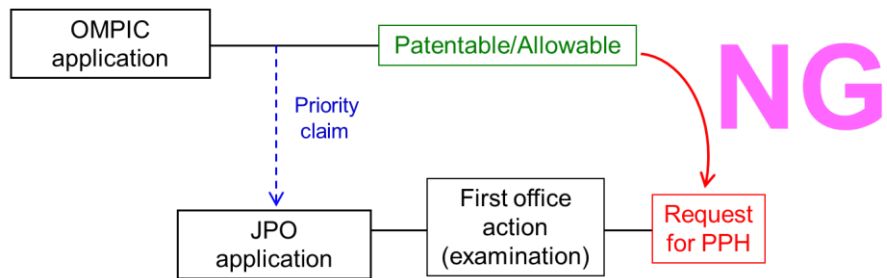 OMPIC
application
Patentable/Allowable
NG
Priority
claim
JPO
application
First office
action
(examination)
Request
for PPH